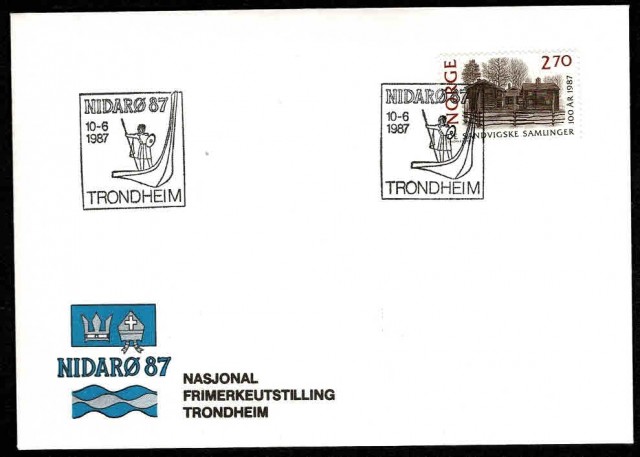 NIDARØ 87
10-6
1987
TRONDHEIM
NIDARØ 87
10-6
1987
TRONDHEIM
NORGE
2.70
100 ÅR 1987
DE SANDVIGSKE SAMLINGER
NIDARØ 87
NASJONAL
FRIMERKEUTSTILLING
TRONDHEIM